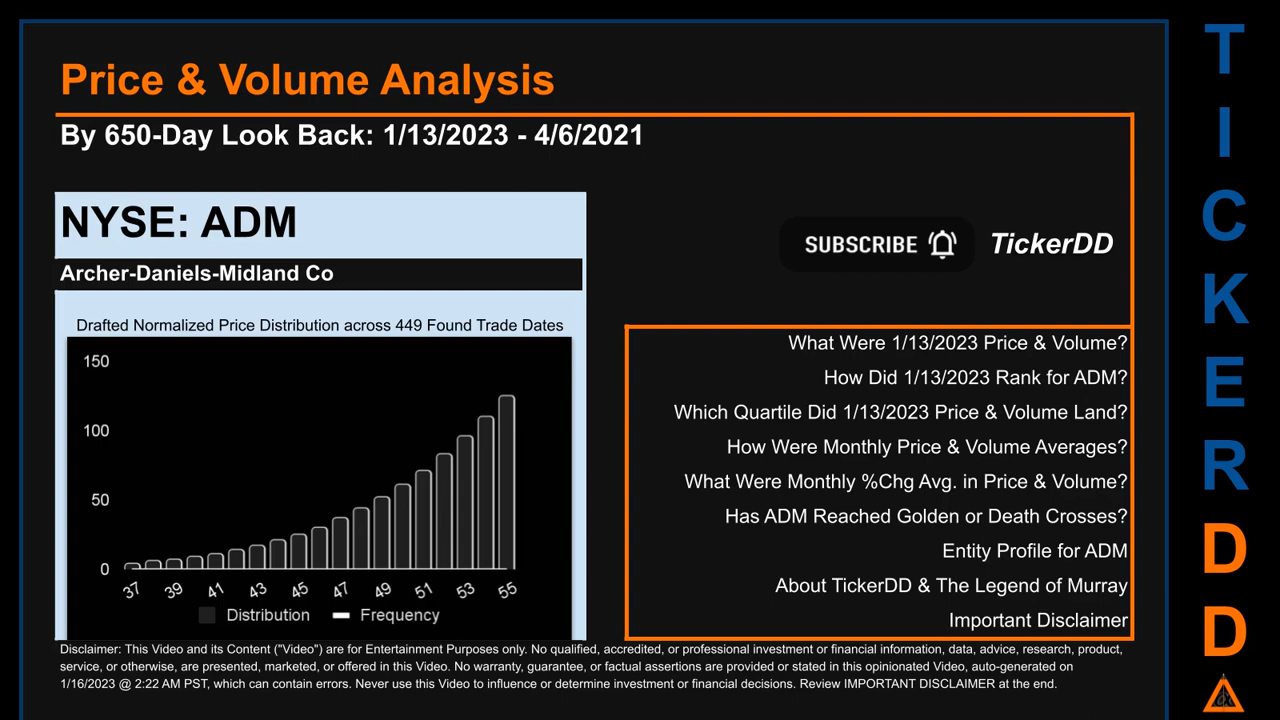 Price & Volume Analysis
By 650-Day Look Back: 1/13/2023 - 4/6/2021
NYSE: ADM
Archer-Daniels-Midland Co
Drafted Normalized Price Distribution across 449 Found Trade Dates
150
100
50
0
37 39 41 43 45 47 49 51 53 55
Distribution Frequency
SUBSCRIBE TickerDD
What Were 1/13/2023 Price & Volume?
How Did 1/13/2023 Rank for ADM?
Which Quartile Did 1/13/2023 Price & Volume Land?
How Were Monthly Price & Volume Averages?
What Were Monthly %Chg Avg. in Price & Volume?
Has ADM Reached Golden or Death Crosses?
Entity Profile for ADM
About TickerDD & The Legend of Murray
Important Disclaimer
Disclaimer: This Video and its Content ("Video") are for Entertainment Purposes only. No qualified, accredited, or professional investment or financial information, data, advice, research, product,
service, or otherwise, are presented, marketed, or offered in this Video. No warranty, guarantee, or factual assertions are provided or stated in this opinionated Video, auto-generated on
1/16/2023 @ 2:22 AM PST, which can contain errors. Never use this Video to influence or determine investment or financial decisions. Review IMPORTANT DISCLAIMER at the end.
TICKERDD